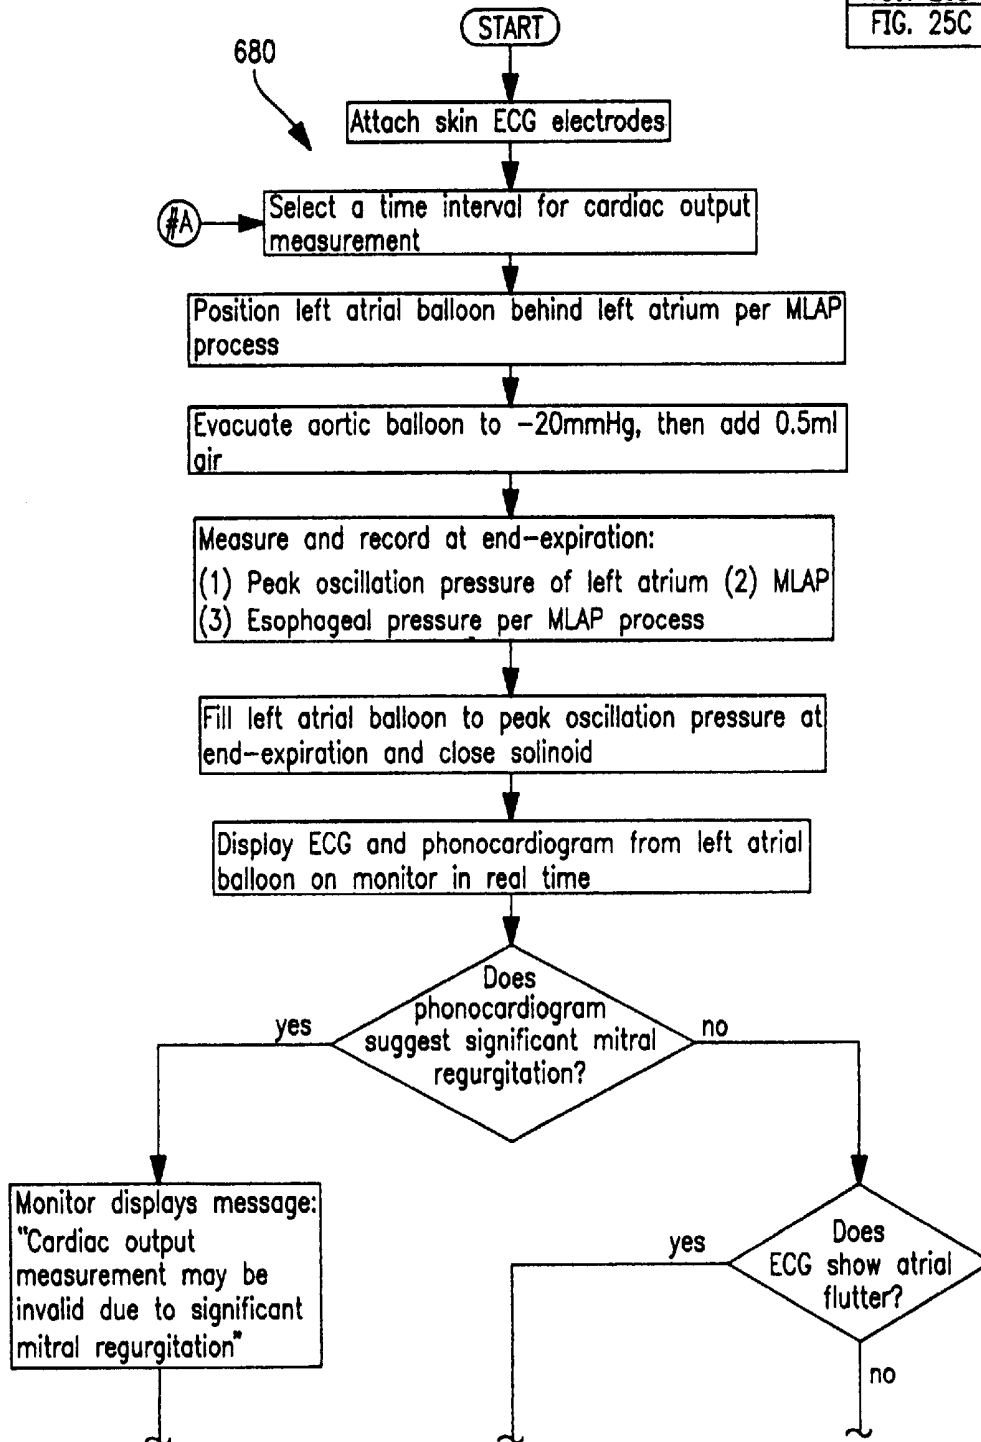 START
FIG. 25C
680
Attach skin ECG electrodes
#A
Select a time interval for cardiac output
measurement
Position left atrial balloon behind left atrium per MLAP
process
Evacuate aortic balloon to -20mmHg, then add 0.5ml
air
Measure and record at end-expiration:
(1) Peak oscillation pressure of left atrium (2) MLAP
(3) Esophageal pressure per MLAP process
Fill left atrial balloon to peak oscillation pressure at
end-expiration and close solinoid
Display ECG and phonocardiogram from left atrial
balloon on monitor in real time
Does
phonocardiogram
suggest significant mitral
regurgitation?
yes
no
Monitor displays message:
"Cardiac output
measurement may be
invalid due to significant
mitral regurgitation"
yes
Does
ECG show atrial
flutter?
no